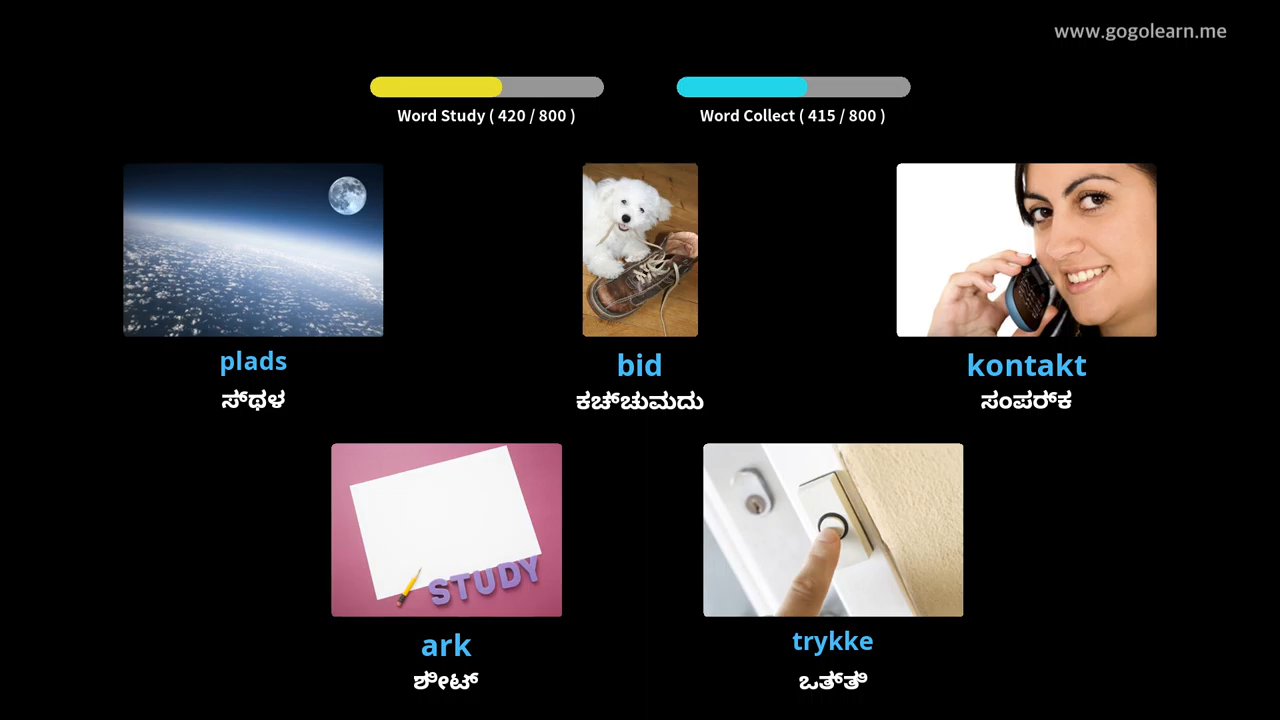 www.gogolearn.me
Word Study ( 420 / 800 )
Word Collect ( 415 / 800 )
plads
ಸ್ಥಳ
bid
ಕಚ್ಚುಮದು
kontakt
ಸಂಪರ್ಕ
STUDY
ark
ಶೀಟ್
trykke
ಒತ್ತಿ